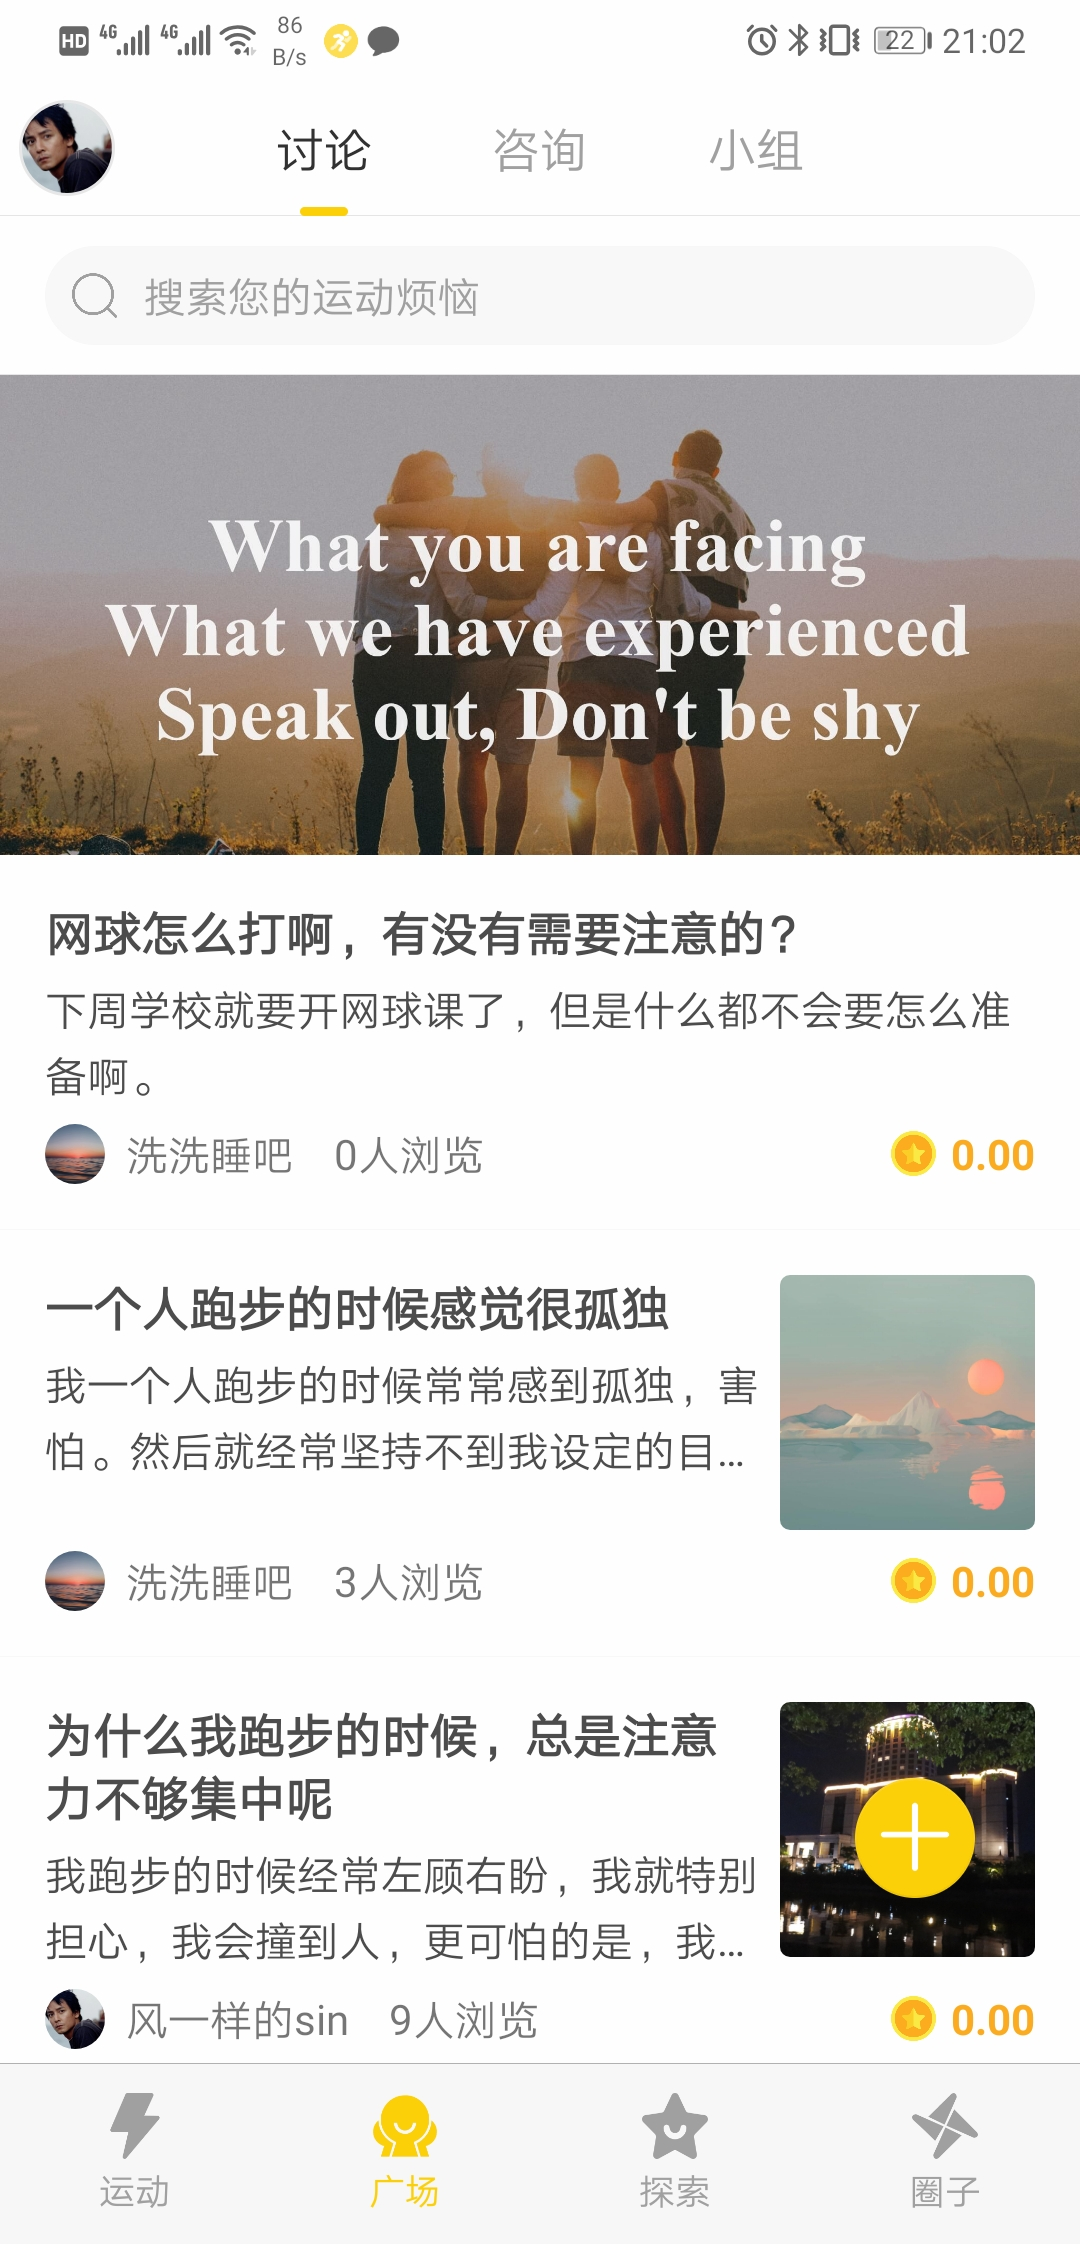 HD 4G 4G 86 B/s 22 21:02
讨论 咨询 小组
搜索您的运动烦恼
What you are facing
What we have experienced
Speak out, Don't be shy
网球怎么打啊，有没有需要注意的？
下周学校就要开网球课了，但是什么都不会要怎么准
备啊。
洗洗睡吧 0人浏览 0.00
一个人跑步的时候感觉很孤独
我一个人跑步的时候常常感到孤独，害
怕。然后就经常坚持不到我设定的目...
洗洗睡吧 3人浏览 0.00
为什么我跑步的时候，总是注意
力不够集中呢
我跑步的时候经常左顾右盼，我就特别
担心，我会撞到人，更可怕的是，我...
风一样的sin 9人浏览 0.00
运动 广场 探索 圈子